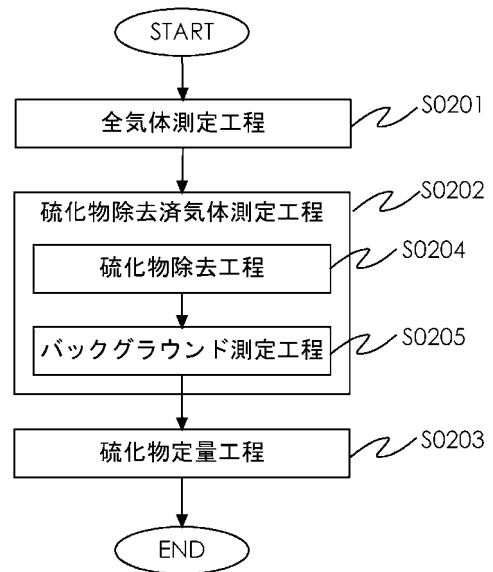 START
全気体測定工程
S0201
硫化物除去済気体測定工程
S0202
硫化物除去工程
S0204
バックグラウンド測定工程
S0205
硫化物定量工程
S0203
END